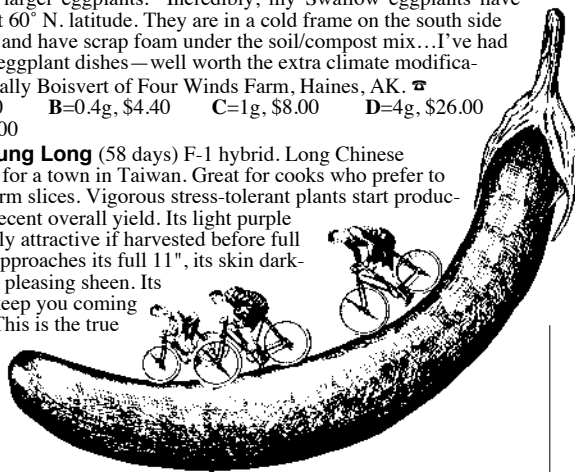 larger eggplants. "Incredibly, my Swallow eggplants have
60˚ N. latitude. They are in a cold frame on the south side
and have scrap foam under the soil/compost mix…I've had
eggplant dishes—well worth the extra climate modifica-
Boisvert of Four Winds Farm, Haines, AK. ☎
B=0.4g, $4.40 C=1g, $8.00 D=4g, $26.00
00
ung Long (58 days) F-1 hybrid. Long Chinese
for a town in Taiwan. Great for cooks who prefer to
rm slices. Vigorous stress-tolerant plants start produc-
ecent overall yield. Its light purple
ly attractive if harvested before full
pproaches its full 11", its skin dark-
pleasing sheen. Its
keep you coming
This is the true